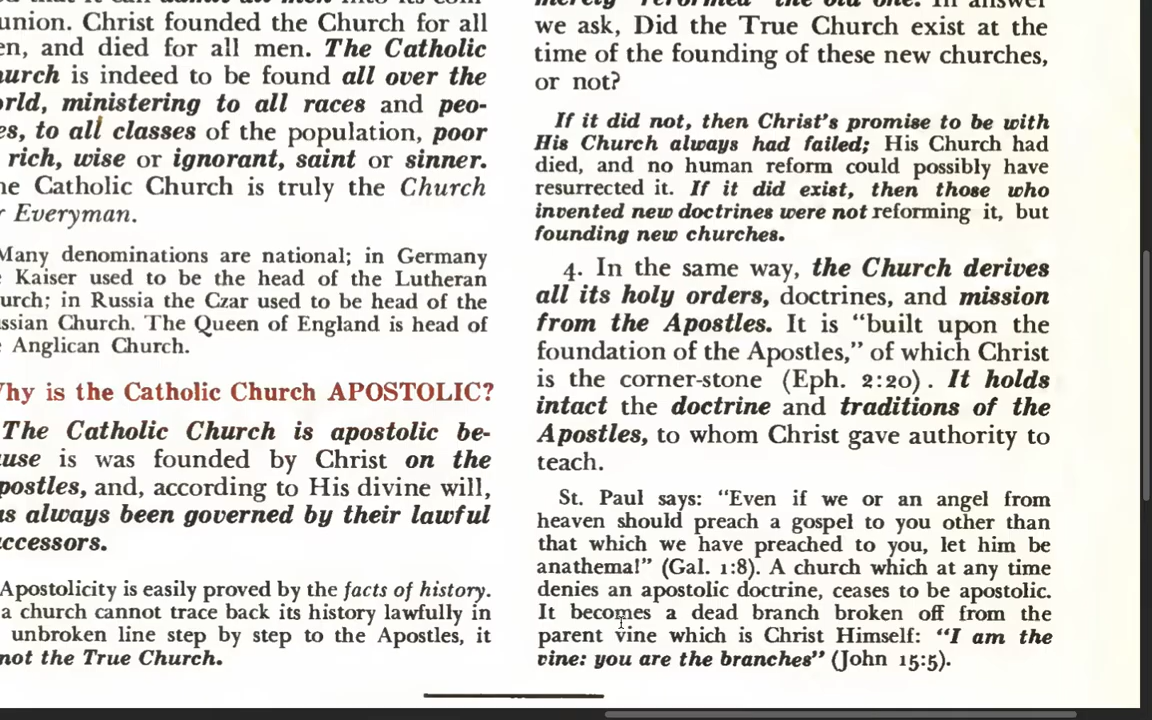 union. Christ founded the Church for all
en, and died for all men. The Catholic
urch is indeed to be found all over the
rld, ministering to all races and peo-
es, to all classes of the population, poor
rich, wise or ignorant, saint or sinner.
he Catholic Church is truly the Church
r Everyman.
Many denominations are national; in Germany
e Kaiser used to be the head of the Lutheran
urch; in Russia the Czar used to be head of the
ssian Church. The Queen of England is head of
e Anglican Church.
Why is the Catholic Church APOSTOLIC?
The Catholic Church is apostolic be-
use is was founded by Christ on the
postles, and, according to His divine will,
as always been governed by their lawful
ccessors.
Apostolicity is easily proved by the facts of history.
a church cannot trace back its history lawfully in
unbroken line step by step to the Apostles, it
not the True Church.
merely "reformed" the old one. In answer
we ask, Did the True Church exist at the
time of the founding of these new churches,
or not?
If it did not, then Christ's promise to be with
His Church always had failed; His Church had
died, and no human reform could possibly have
resurrected it. If it did exist, then those who
invented new doctrines were not reforming it, but
founding new churches.
4. In the same way, the Church derives
all its holy orders, doctrines, and mission
from the Apostles. It is "built upon the
foundation of the Apostles," of which Christ
is the corner-stone (Eph. 2:20). It holds
intact the doctrine and traditions of the
Apostles, to whom Christ gave authority to
teach.
St. Paul says: "Even if we or an angel from
heaven should preach a gospel to you other than
that which we have preached to you, let him be
anathema!" (Gal. 1:8). A church which at any time
denies an apostolic doctrine, ceases to be apostolic.
It becomes a dead branch broken off from the
parent vine which is Christ Himself: "I am the
vine: you are the branches" (John 15:5).